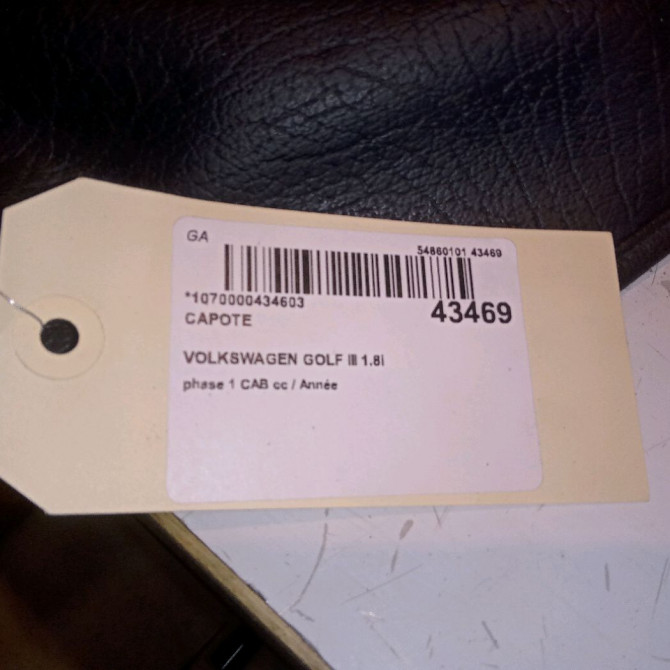 GA
54860101 43469
*1070000434603
43469
CAPOTE
VOLKSWAGEN GOLF III 1.8i
phase 1 CAB cc / Année